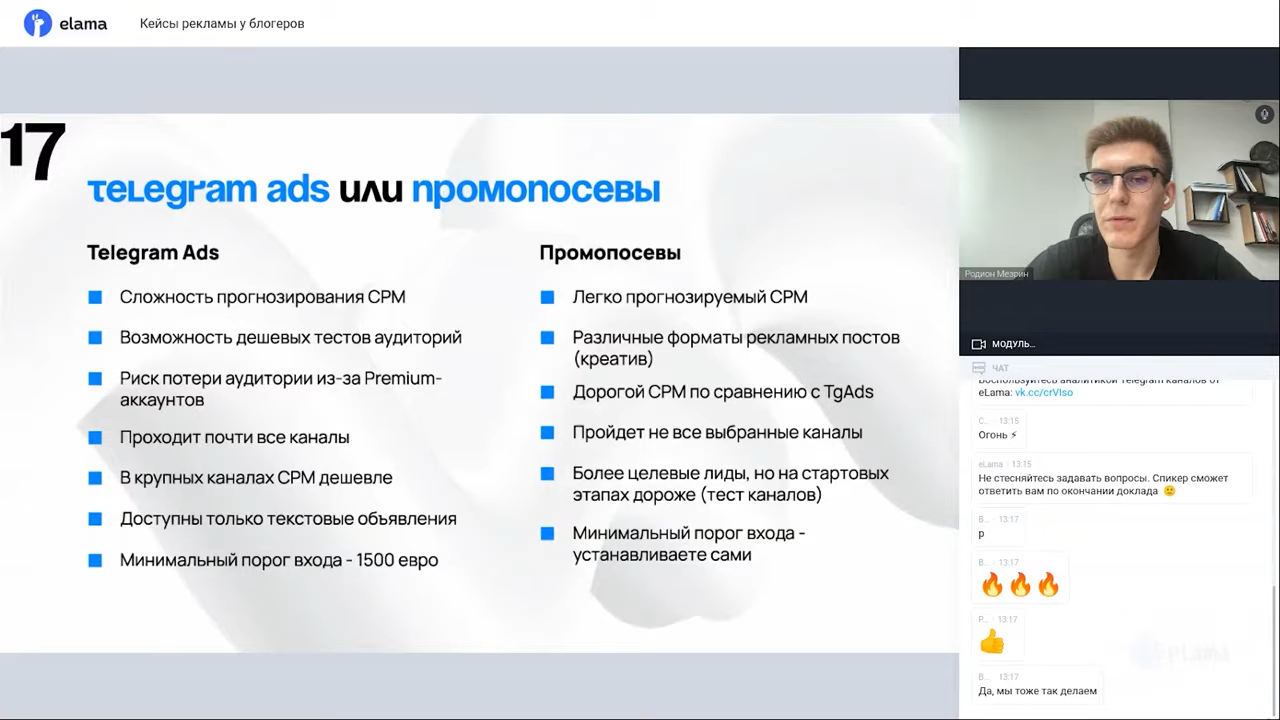 elama
Кейсы рекламы у блогеров
17
Telegram ads или промопосевы
Telegram Ads
Сложность прогнозирования CPM
Возможность дешевых тестов аудиторий
Риск потери аудитории из-за Premium-
аккаунтов
Проходит почти все каналы
В крупных каналах CPM дешевле
Доступны только текстовые объявления
Минимальный порог входа - 1500 евро
Промопосевы
Легко прогнозируемый CPM
Различные форматы рекламных постов
(креатив)
Дорогой CPM по сравнению с TgAds
Пройдет не все выбранные каналы
Более целевые лиды, но на стартовых
этапах дороже (тест каналов)
Минимальный порог входа -
устанавливаете сами
Родион Мезрин
МОДУЛЬ...
ЧАТ
Воспользуйтесь аналитикой Telegram каналов от
eLama: vk.cc/crVIso
С... · 13:15
Огонь ⚡
eLama · 13:15
Не стесняйтесь задавать вопросы. Спикер сможет
ответить вам по окончании доклада 🙂
В... · 13:17
р
В... · 13:17
🔥🔥🔥
Р... · 13:17
👍
В... · 13:17
Да, мы тоже так делаем
elama